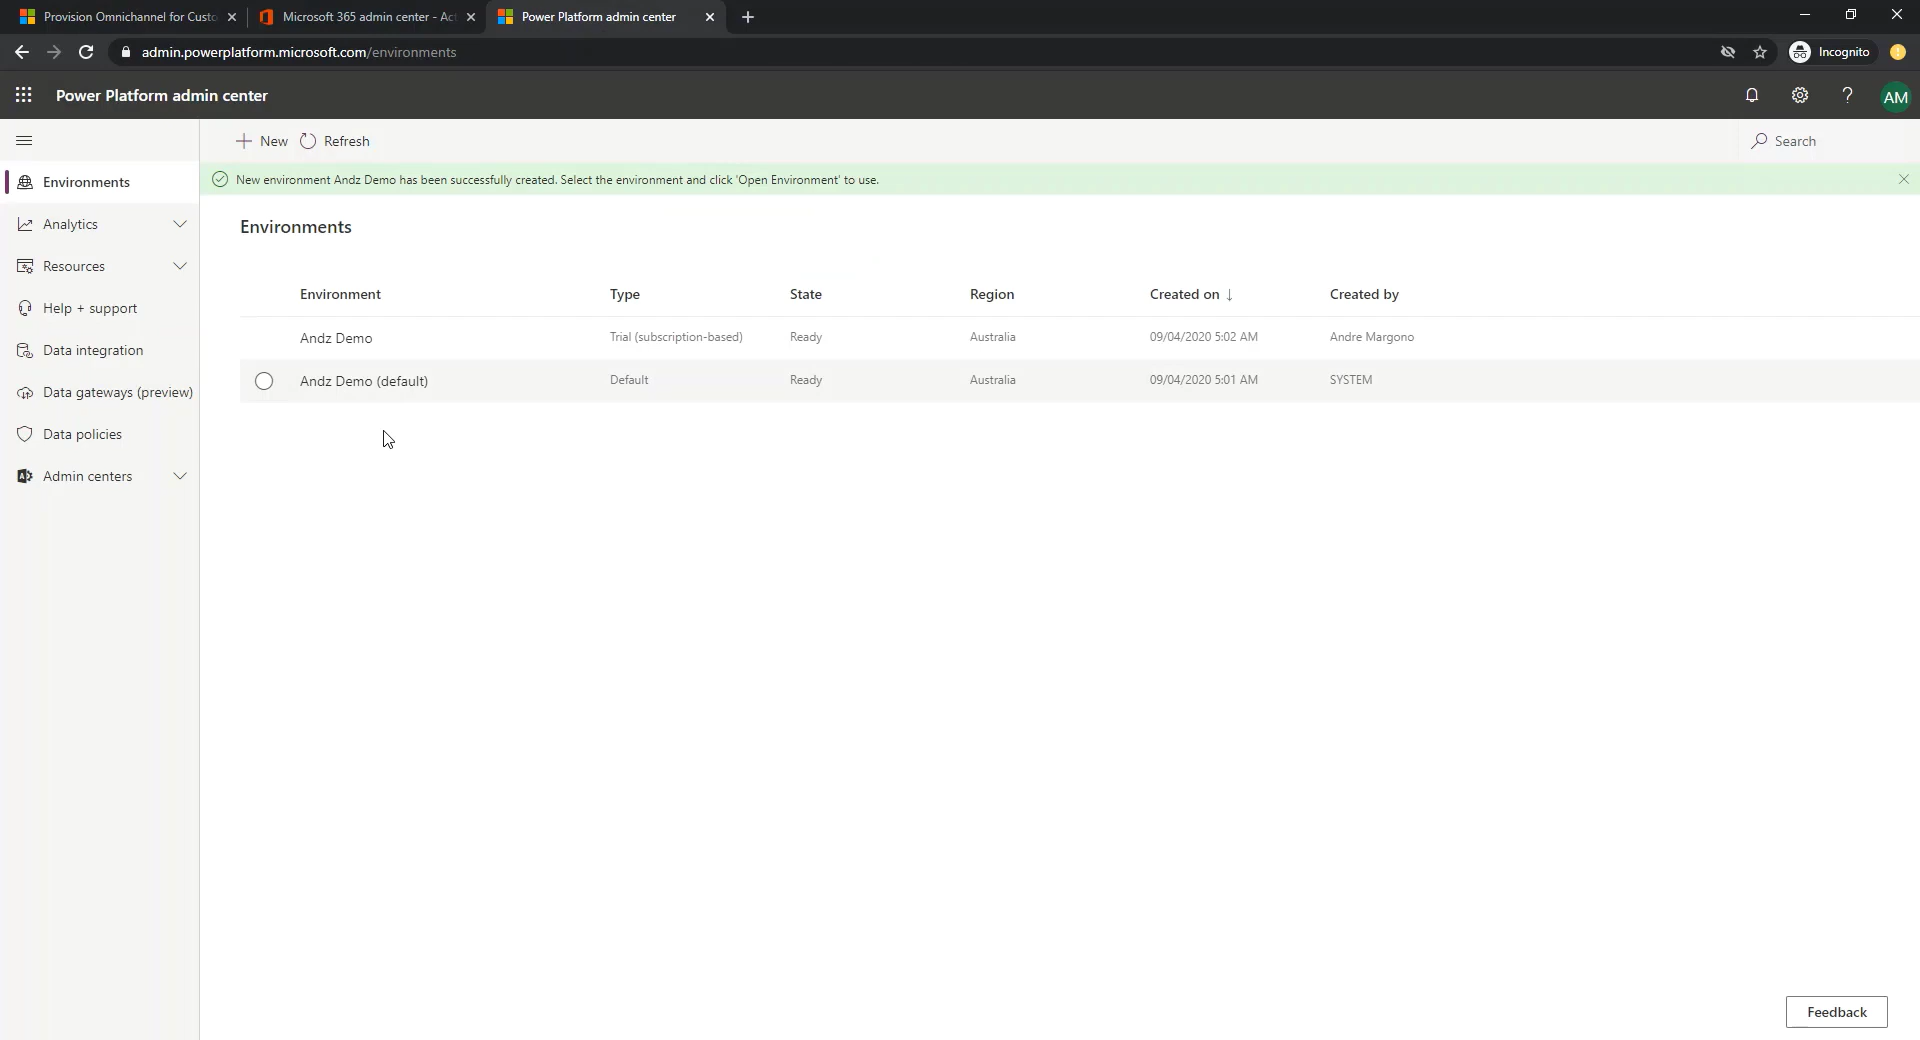 Provision Omnichannel for Custo
Microsoft 365 admin center - Act
Power Platform admin center
admin.powerplatform.microsoft.com/environments
Incognito
Power Platform admin center
AM
New
Refresh
Search
Environments
New environment Andz Demo has been successfully created. Select the environment and click 'Open Environment' to use.
Analytics
Resources
Help + support
Data integration
Data gateways (preview)
Data policies
Admin centers
Environments
Environment Type State Region Created on ↓ Created by
Andz Demo Trial (subscription-based) Ready Australia 09/04/2020 5:02 AM Andre Margono
Andz Demo (default) Default Ready Australia 09/04/2020 5:01 AM SYSTEM
Feedback